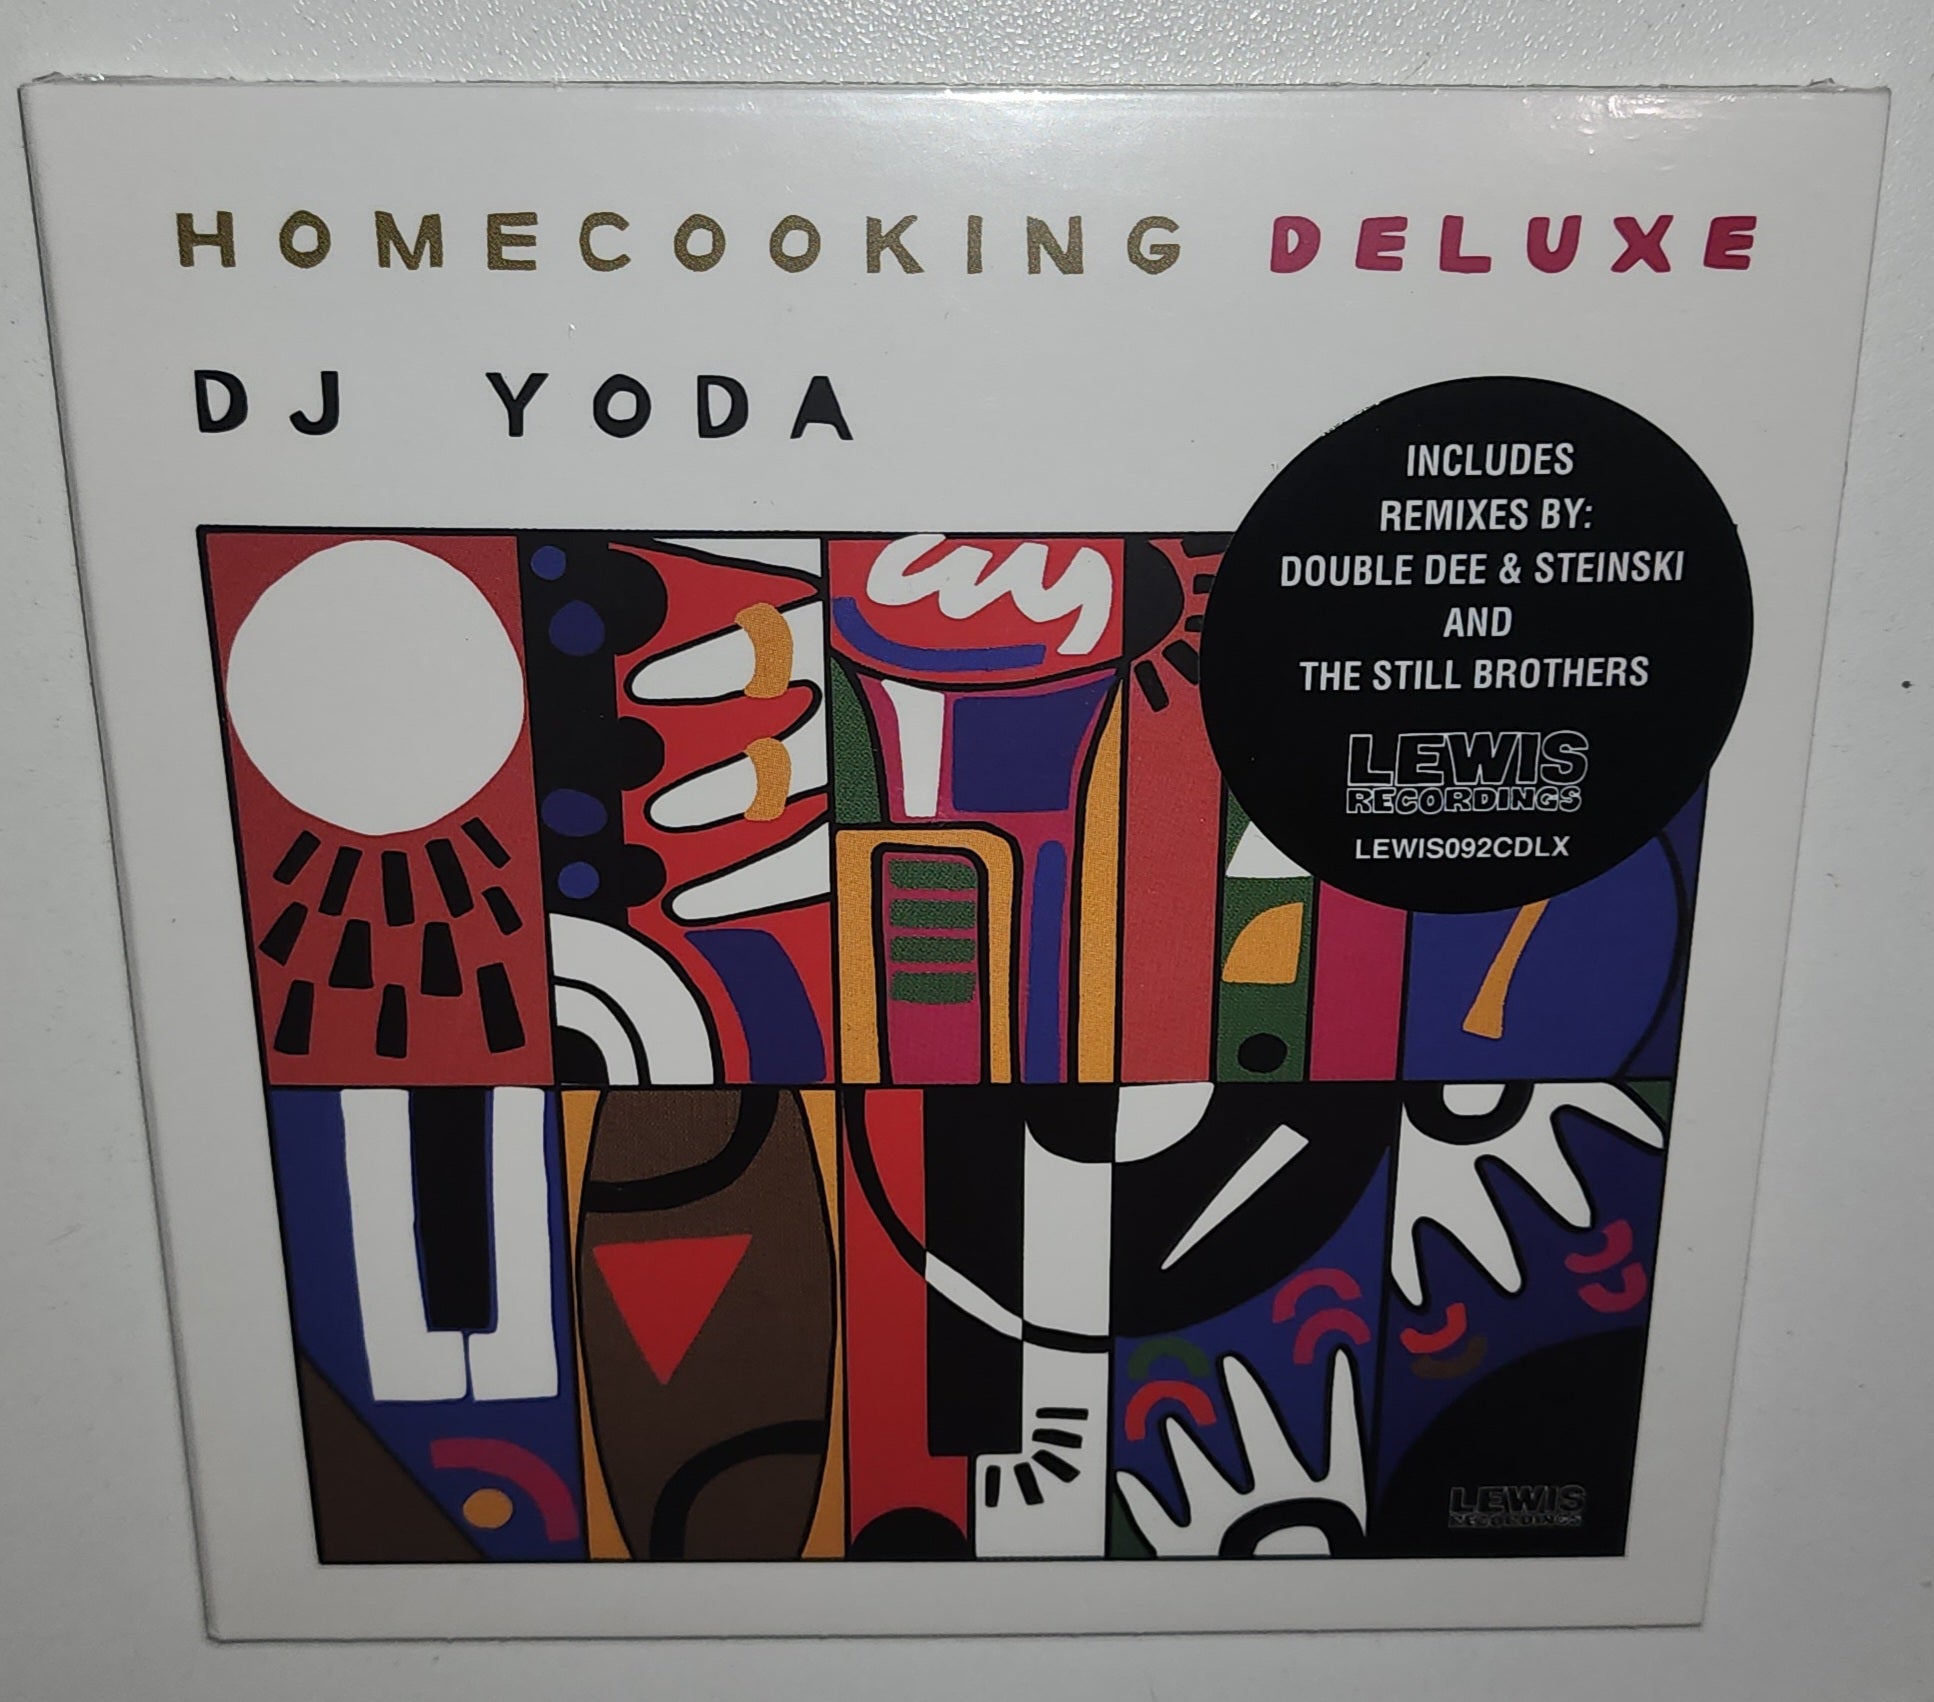 HOMECOOKING DELUXE
DJ YODA
INCLUDES
REMIXES BY:
DOUBLE DEE & STEINSKI
AND
THE STILL BROTHERS
LEWIS
RECORDINGS
LEWIS092CDLX
ay
LEWIS
RECORDINGS